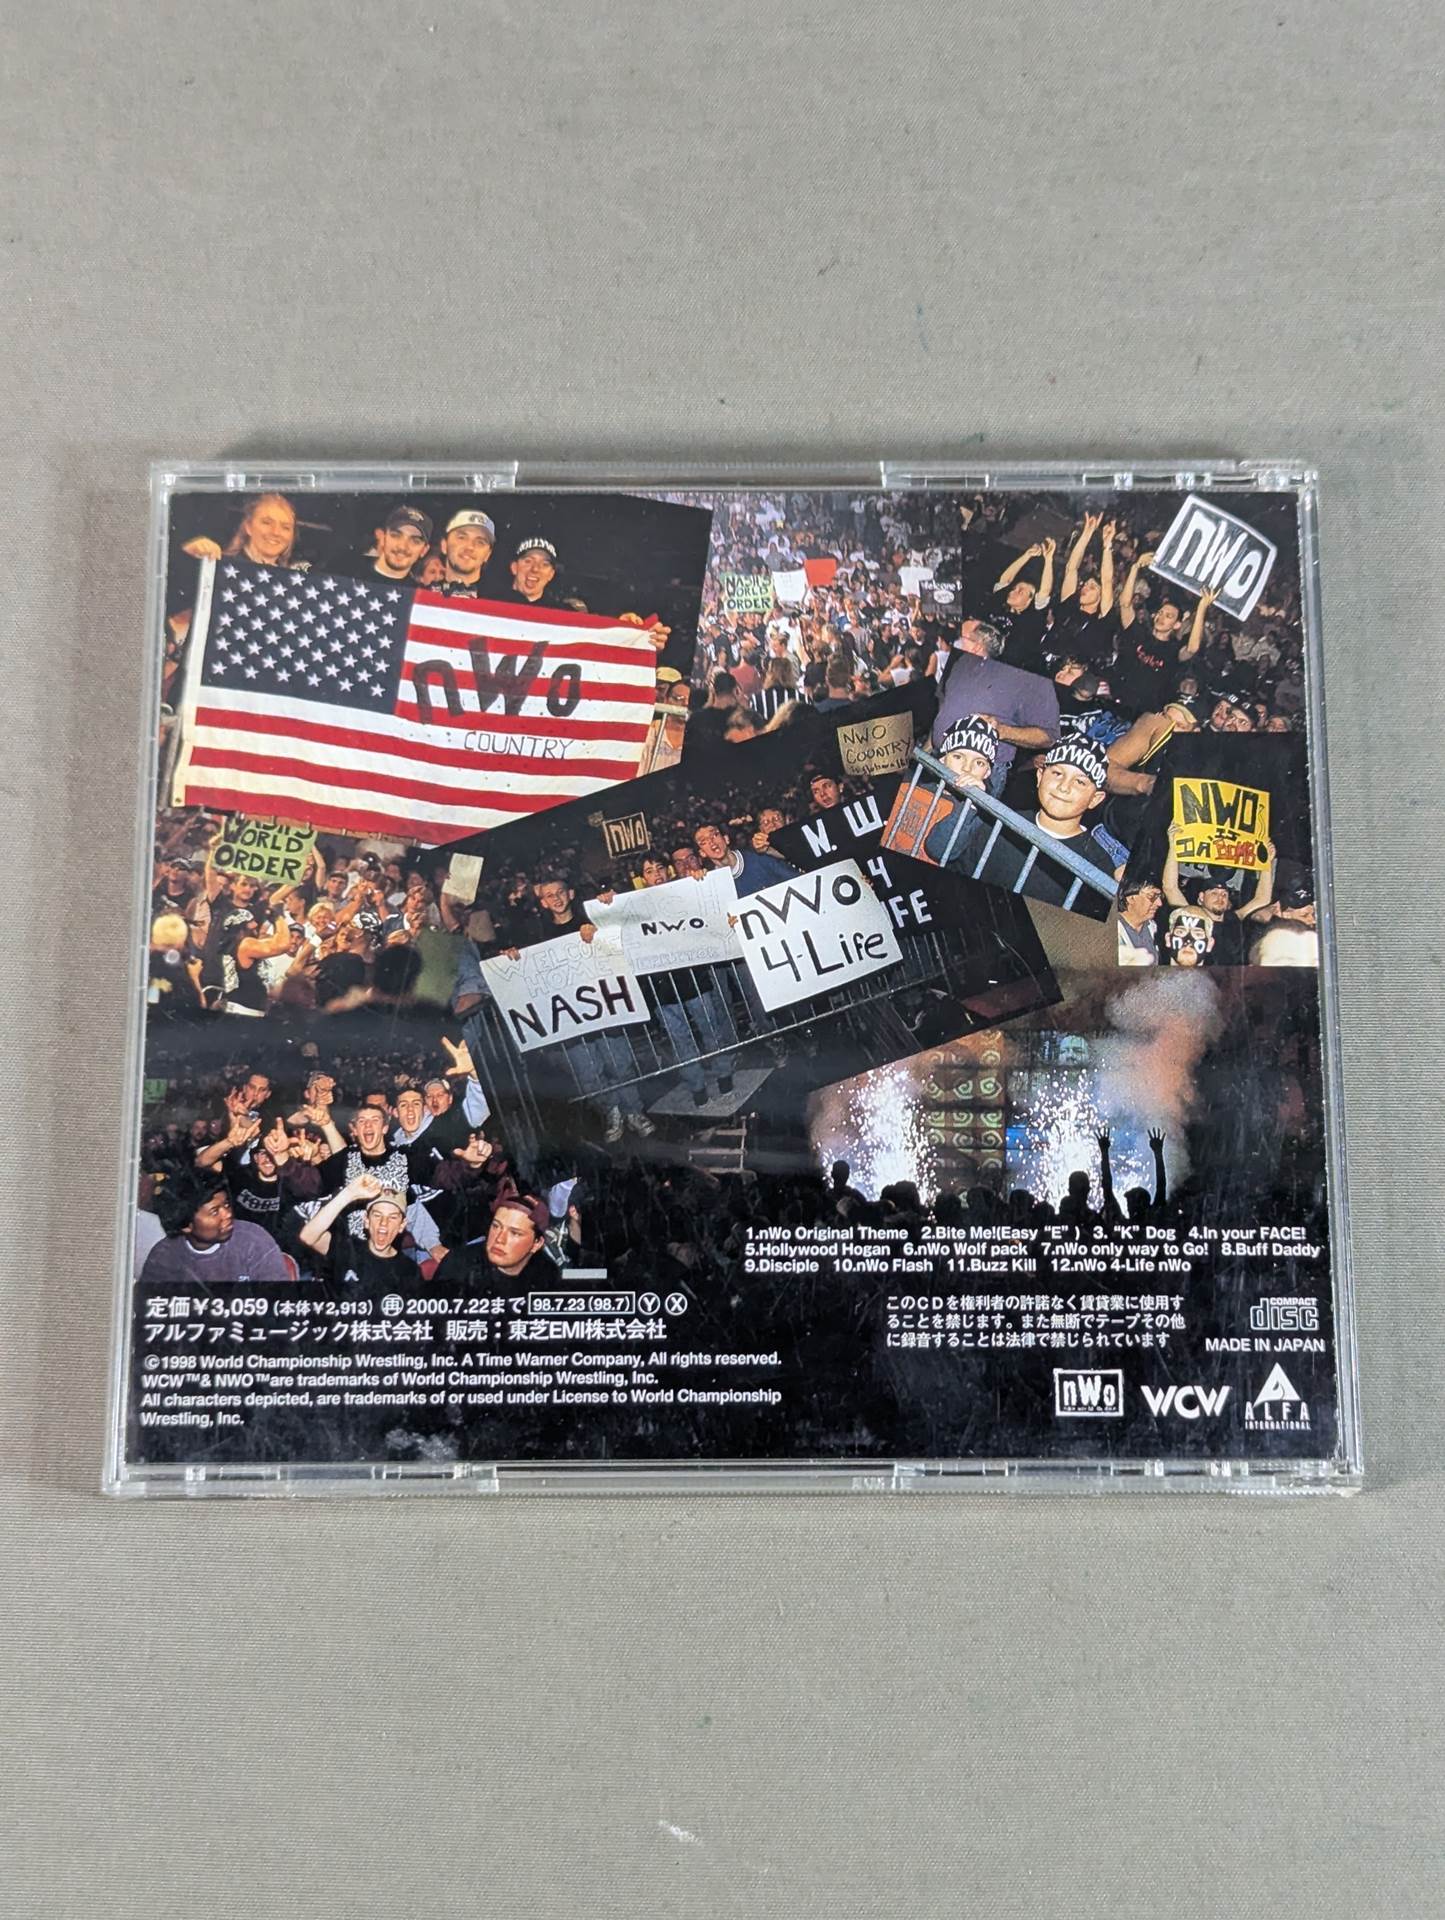 nWo
COUNTRY
HOLLYW
NASH'S
WORLD
ORDER
nWo
NWO
COUNTRY
HOLLYWOOD
HOLLYWOOD
NWO
IS
DA BOMB
WORLD
ORDER
nWo
N.W.
4
IFE
N.W.O.
nWo
4-Life
WELCOME
HOME
NASH
1.nWo Original Theme 2.Bite Me!(Easy “E” ) 3. “K” Dog 4.In your FACE!
5.Hollywood Hogan 6.nWo Wolf pack 7.nWo only way to Go! 8.Buff Daddy
9.Disciple 10.nWo Flash 11.Buzz Kill 12.nWo 4-Life nWo
定価￥3,059 (本体￥2,913) 再 2000.7.22まで 98.7.23 (98.7) Y X
アルファミュージック株式会社 販売：東芝EMI株式会社
©1998 World Championship Wrestling, Inc. A Time Warner Company, All rights reserved.
WCW™& NWO™are trademarks of World Championship Wrestling, Inc.
All characters depicted, are trademarks of or used under License to World Championship
Wrestling, Inc.
このCDを権利者の許諾なく賃貸業に使用す
ることを禁じます。また無断でテープその他
に録音することは法律で禁じられています
COMPACT
disc
MADE IN JAPAN
nWo
WCW
ALFA
INTERNATIONAL